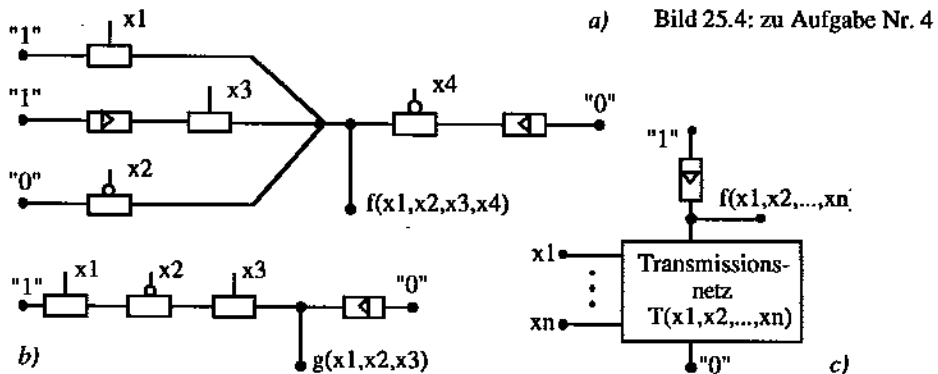 a) Bild 25.4: zu Aufgabe Nr. 4
"1" x1
"1" x3 x4 "0"
"0" x2
f(x1,x2,x3,x4)
"1" x1 x2 x3 "0"
g(x1,x2,x3)
b)
"1"
f(x1,x2,...,xn)
x1
xn
Transmissions-
netz
T(x1,x2,...,xn)
"0"
c)